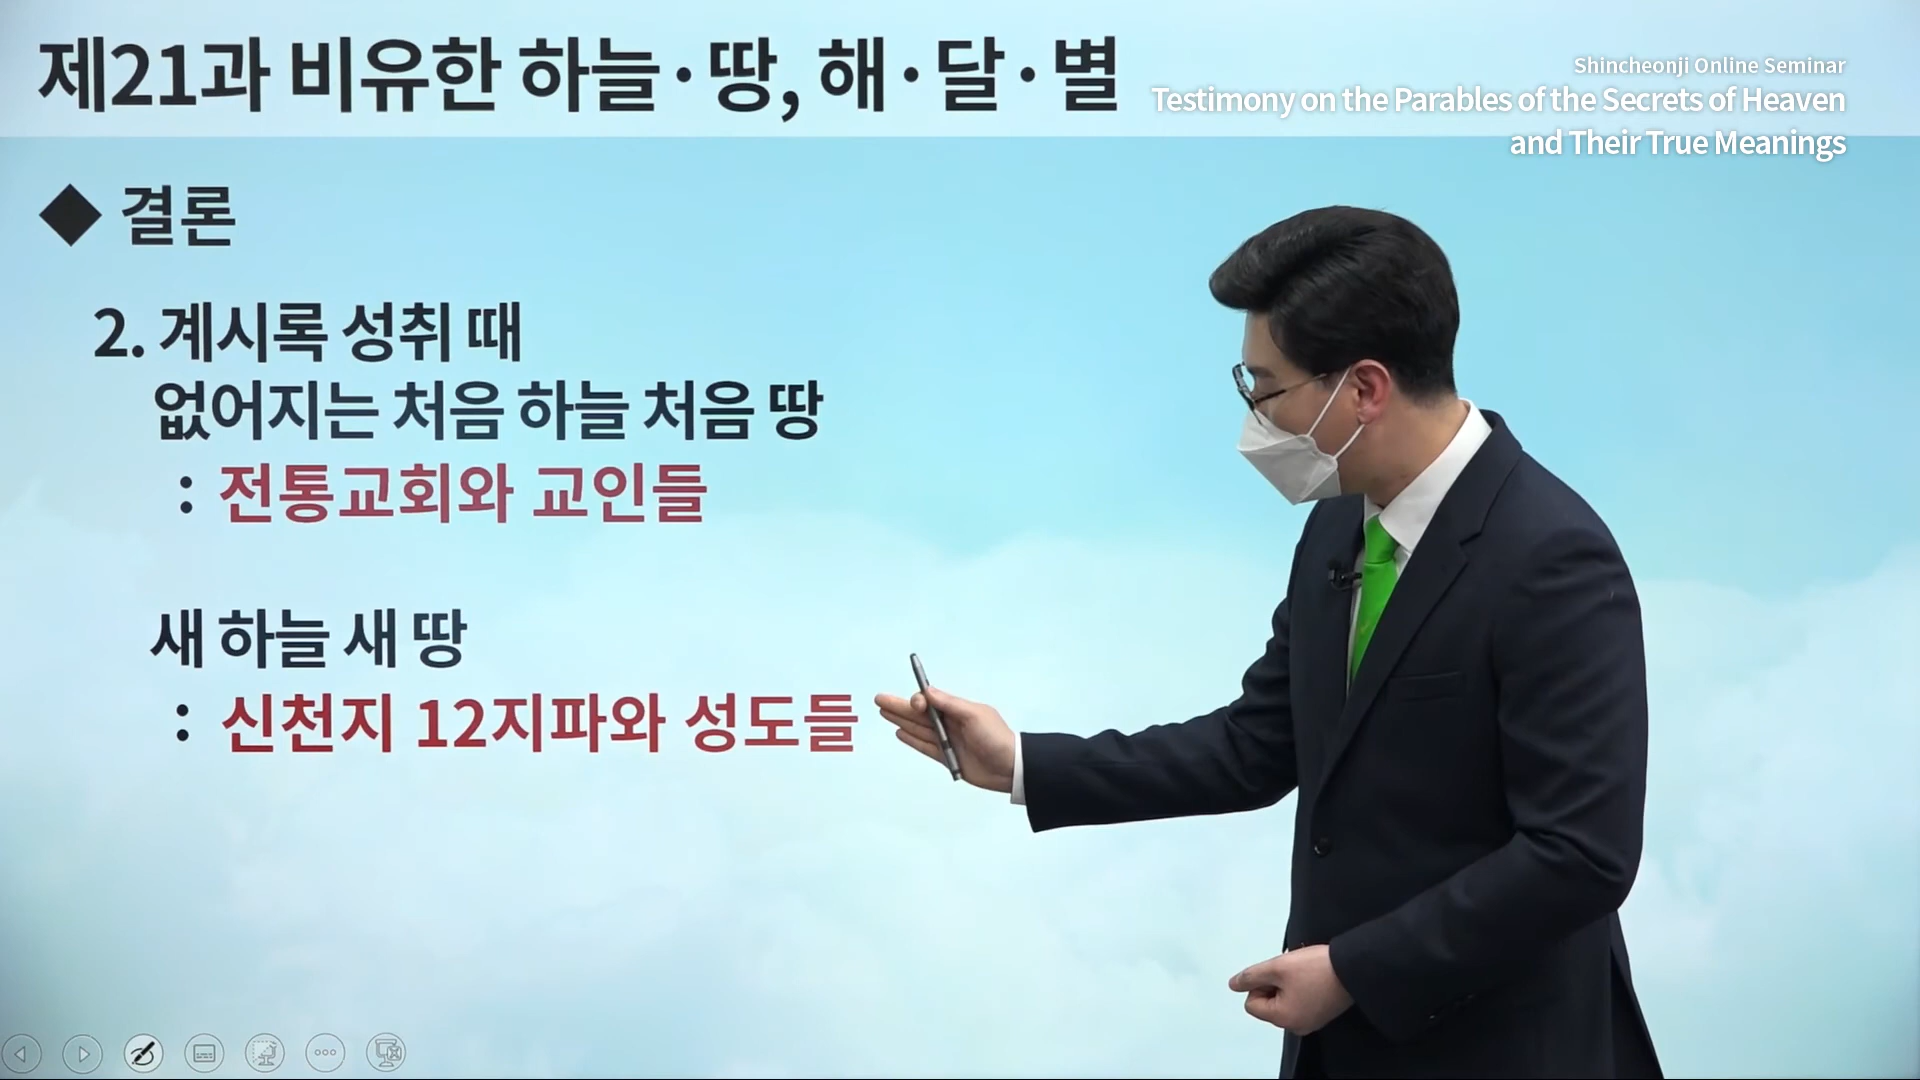 제21과 비유한 하늘·땅, 해·달·별
Shincheonji Online Seminar
Testimony on the Parables of the Secrets of Heaven
and Their True Meanings
◆ 결론
2. 계시록 성취 때
없어지는 처음 하늘 처음 땅
: 전통교회와 교인들
새 하늘 새 땅
: 신천지 12지파와 성도들